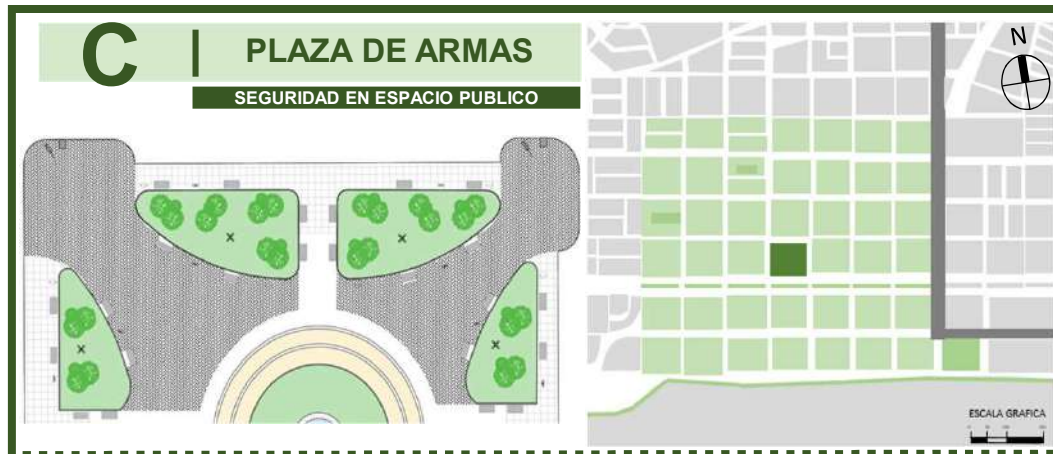 C
PLAZA DE ARMAS
SEGURIDAD EN ESPACIO PUBLICO
N
ESCALA GRAFICA